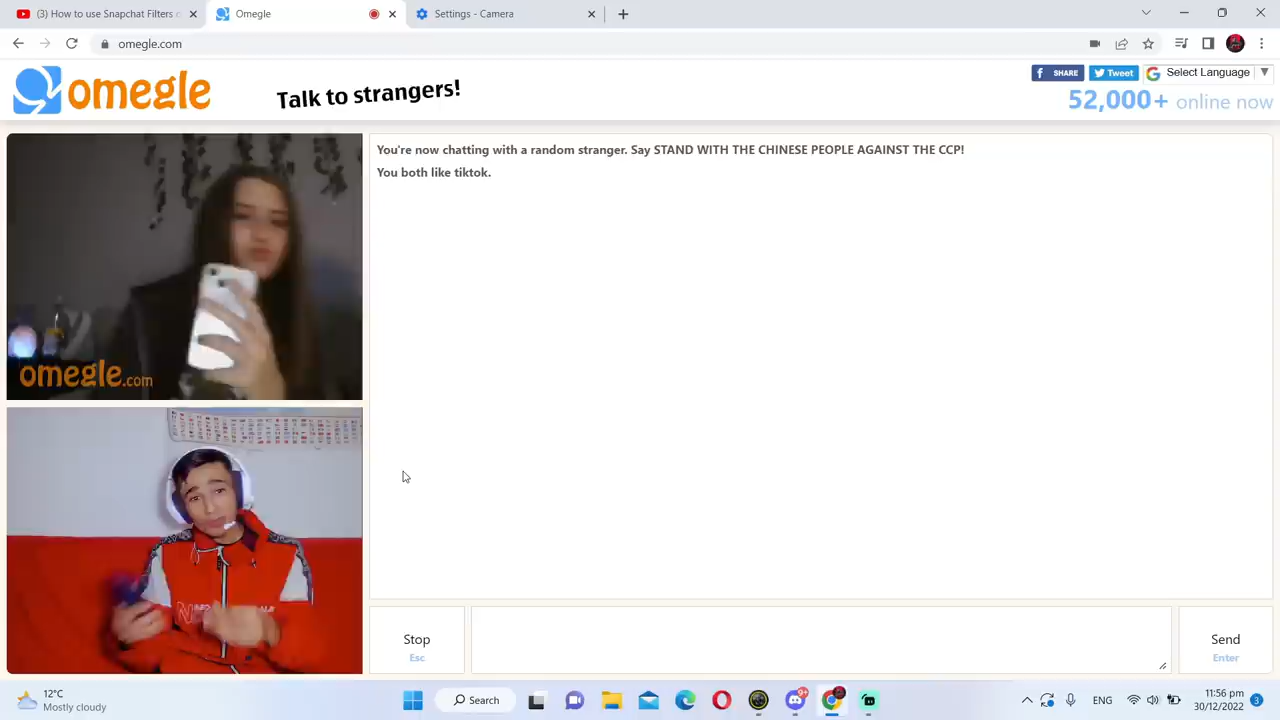 (3) How to use Snapchat Filters c
Omegle
Settings - Camera
omegle.com
omegle
Talk to strangers!
SHARE
Tweet
Select Language
52,000+ online now
You're now chatting with a random stranger. Say STAND WITH THE CHINESE PEOPLE AGAINST THE CCP!
You both like tiktok.
omegle.com
Stop
Esc
Send
Enter
12°C
Mostly cloudy
Search
9+
ENG
11:56 pm
30/12/2022
3